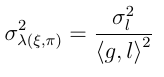 σ²_{λ(ξ,π)} = σ_l² / ⟨g, l⟩²